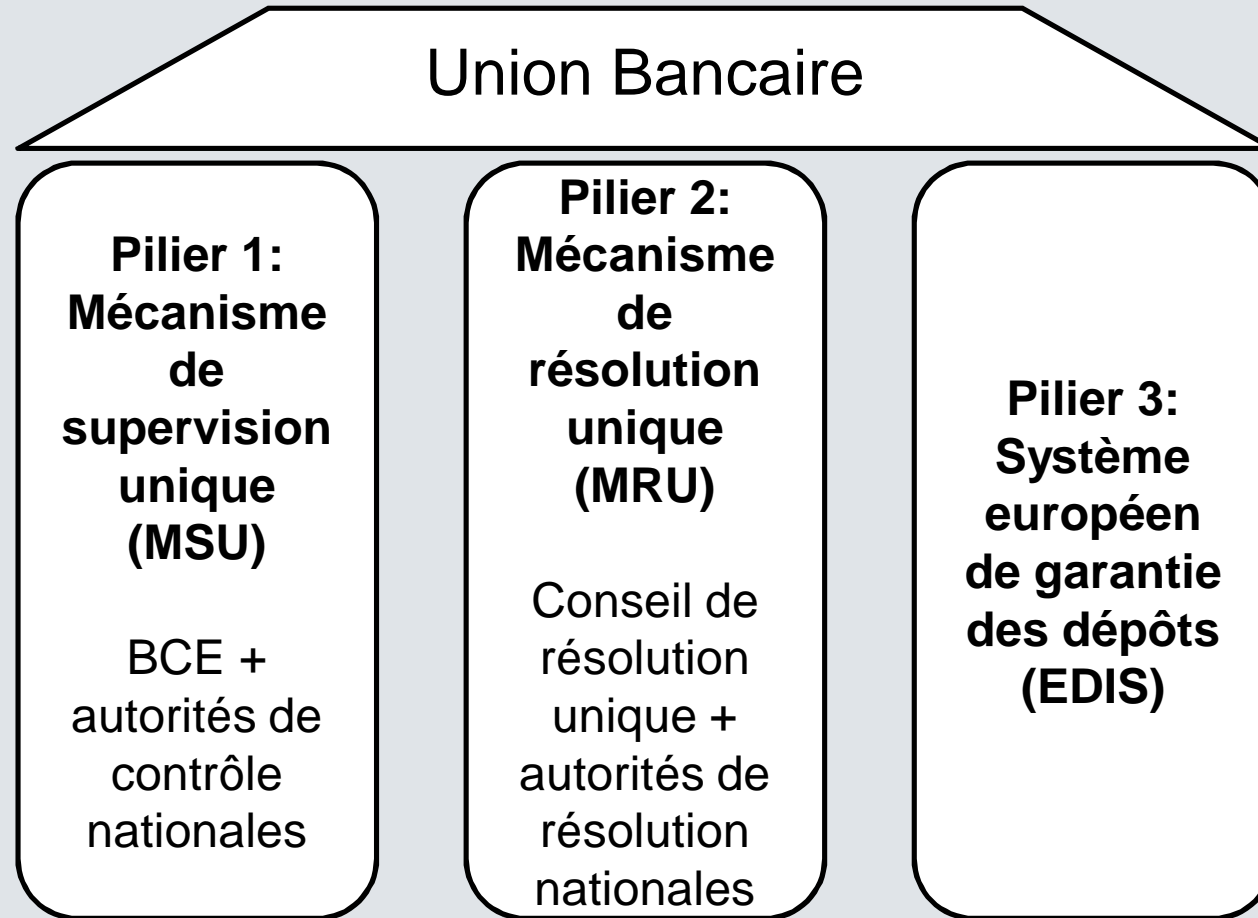 Union Bancaire
Pilier 1:
Mécanisme
de
supervision
unique
(MSU)
BCE +
autorités de
contrôle
nationales
Pilier 2:
Mécanisme
de
résolution
unique
(MRU)
Conseil de
résolution
unique +
autorités de
résolution
nationales
Pilier 3:
Système
européen
de garantie
des dépôts
(EDIS)